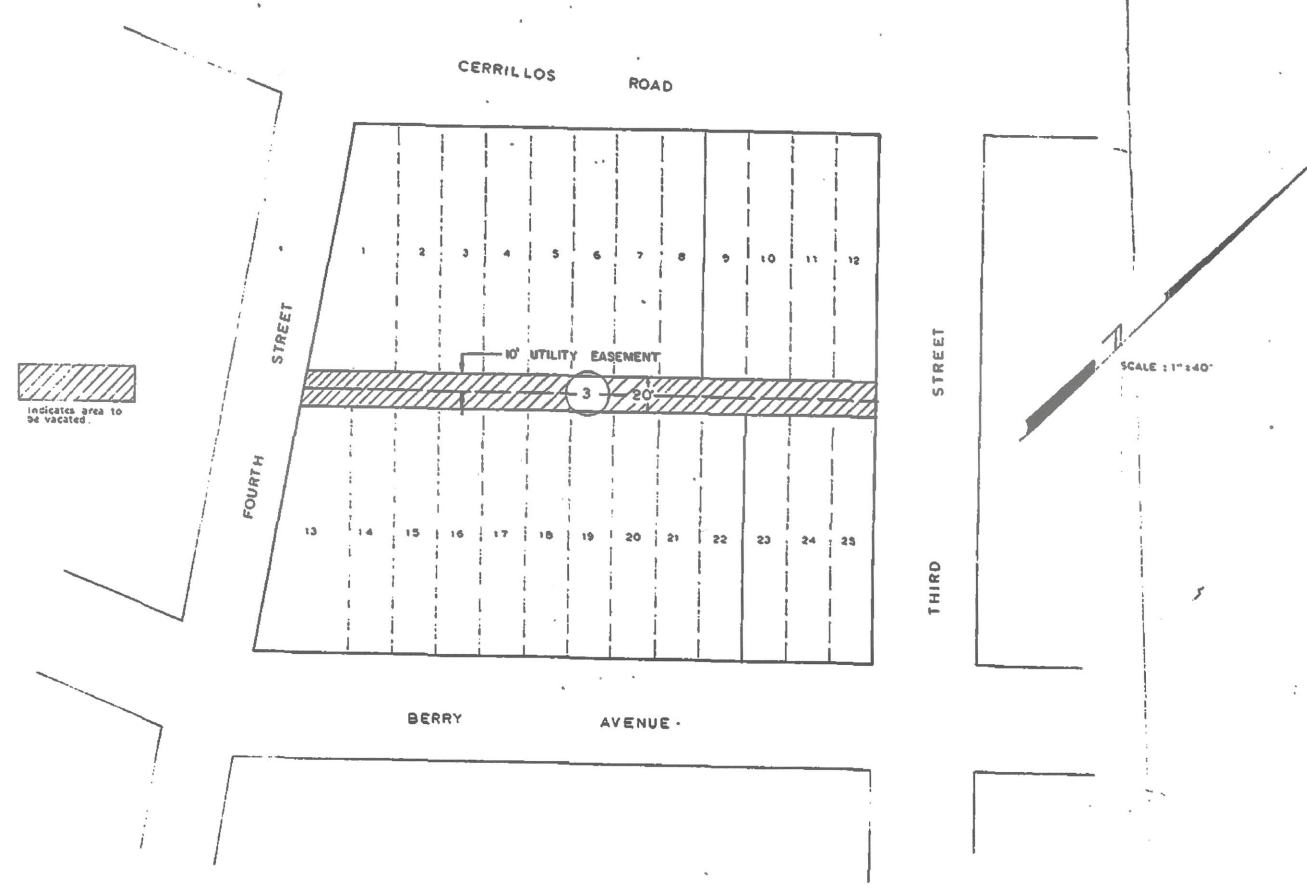 CERRILLOS ROAD
1 2 3 4 5 6 7 8 9 10 11 12
STREET
FOURTH
10' UTILITY EASEMENT
3
20'
Indicates area to
be vacated.
13 14 15 16 17 18 19 20 21 22 23 24 25
STREET
THIRD
SCALE : 1" = 40'
BERRY AVENUE